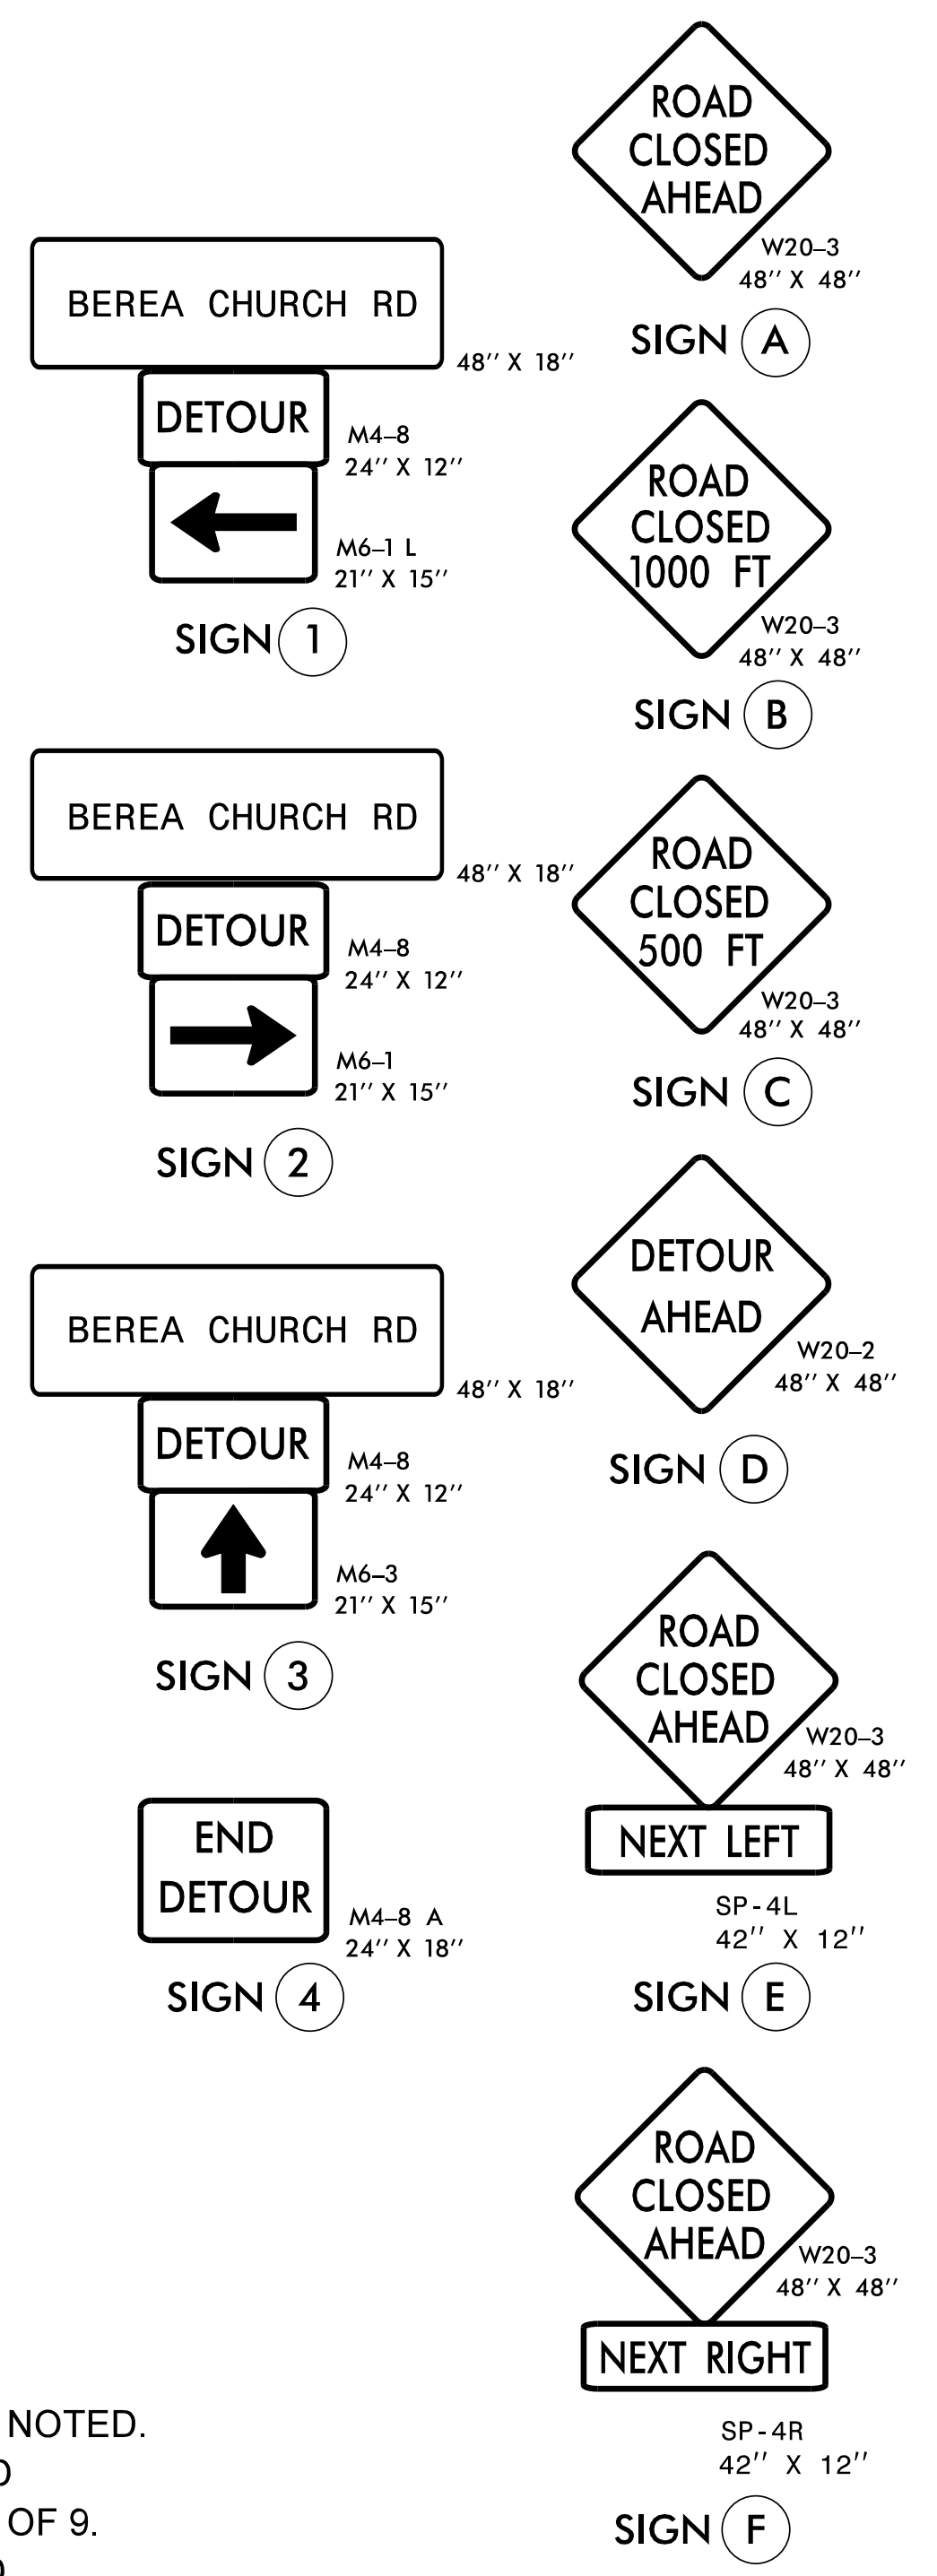 BEREA CHURCH RD
48'' X 18''
DETOUR
M4–8
24'' X 12''
M6–1 L
21'' X 15''
SIGN 1
BEREA CHURCH RD
48'' X 18''
DETOUR
M4–8
24'' X 12''
M6–1
21'' X 15''
SIGN 2
BEREA CHURCH RD
48'' X 18''
DETOUR
M4–8
24'' X 12''
M6–3
21'' X 15''
SIGN 3
END
DETOUR
M4–8 A
24'' X 18''
SIGN 4
NOTED.
OF 9.
ROAD
CLOSED
AHEAD
W20–3
48'' X 48''
SIGN A
ROAD
CLOSED
1000 FT
W20–3
48'' X 48''
SIGN B
ROAD
CLOSED
500 FT
W20–3
48'' X 48''
SIGN C
DETOUR
AHEAD
W20–2
48'' X 48''
SIGN D
ROAD
CLOSED
AHEAD
W20–3
48'' X 48''
NEXT LEFT
SP-4L
42'' X 12''
SIGN E
ROAD
CLOSED
AHEAD
W20–3
48'' X 48''
NEXT RIGHT
SP-4R
42'' X 12''
SIGN F